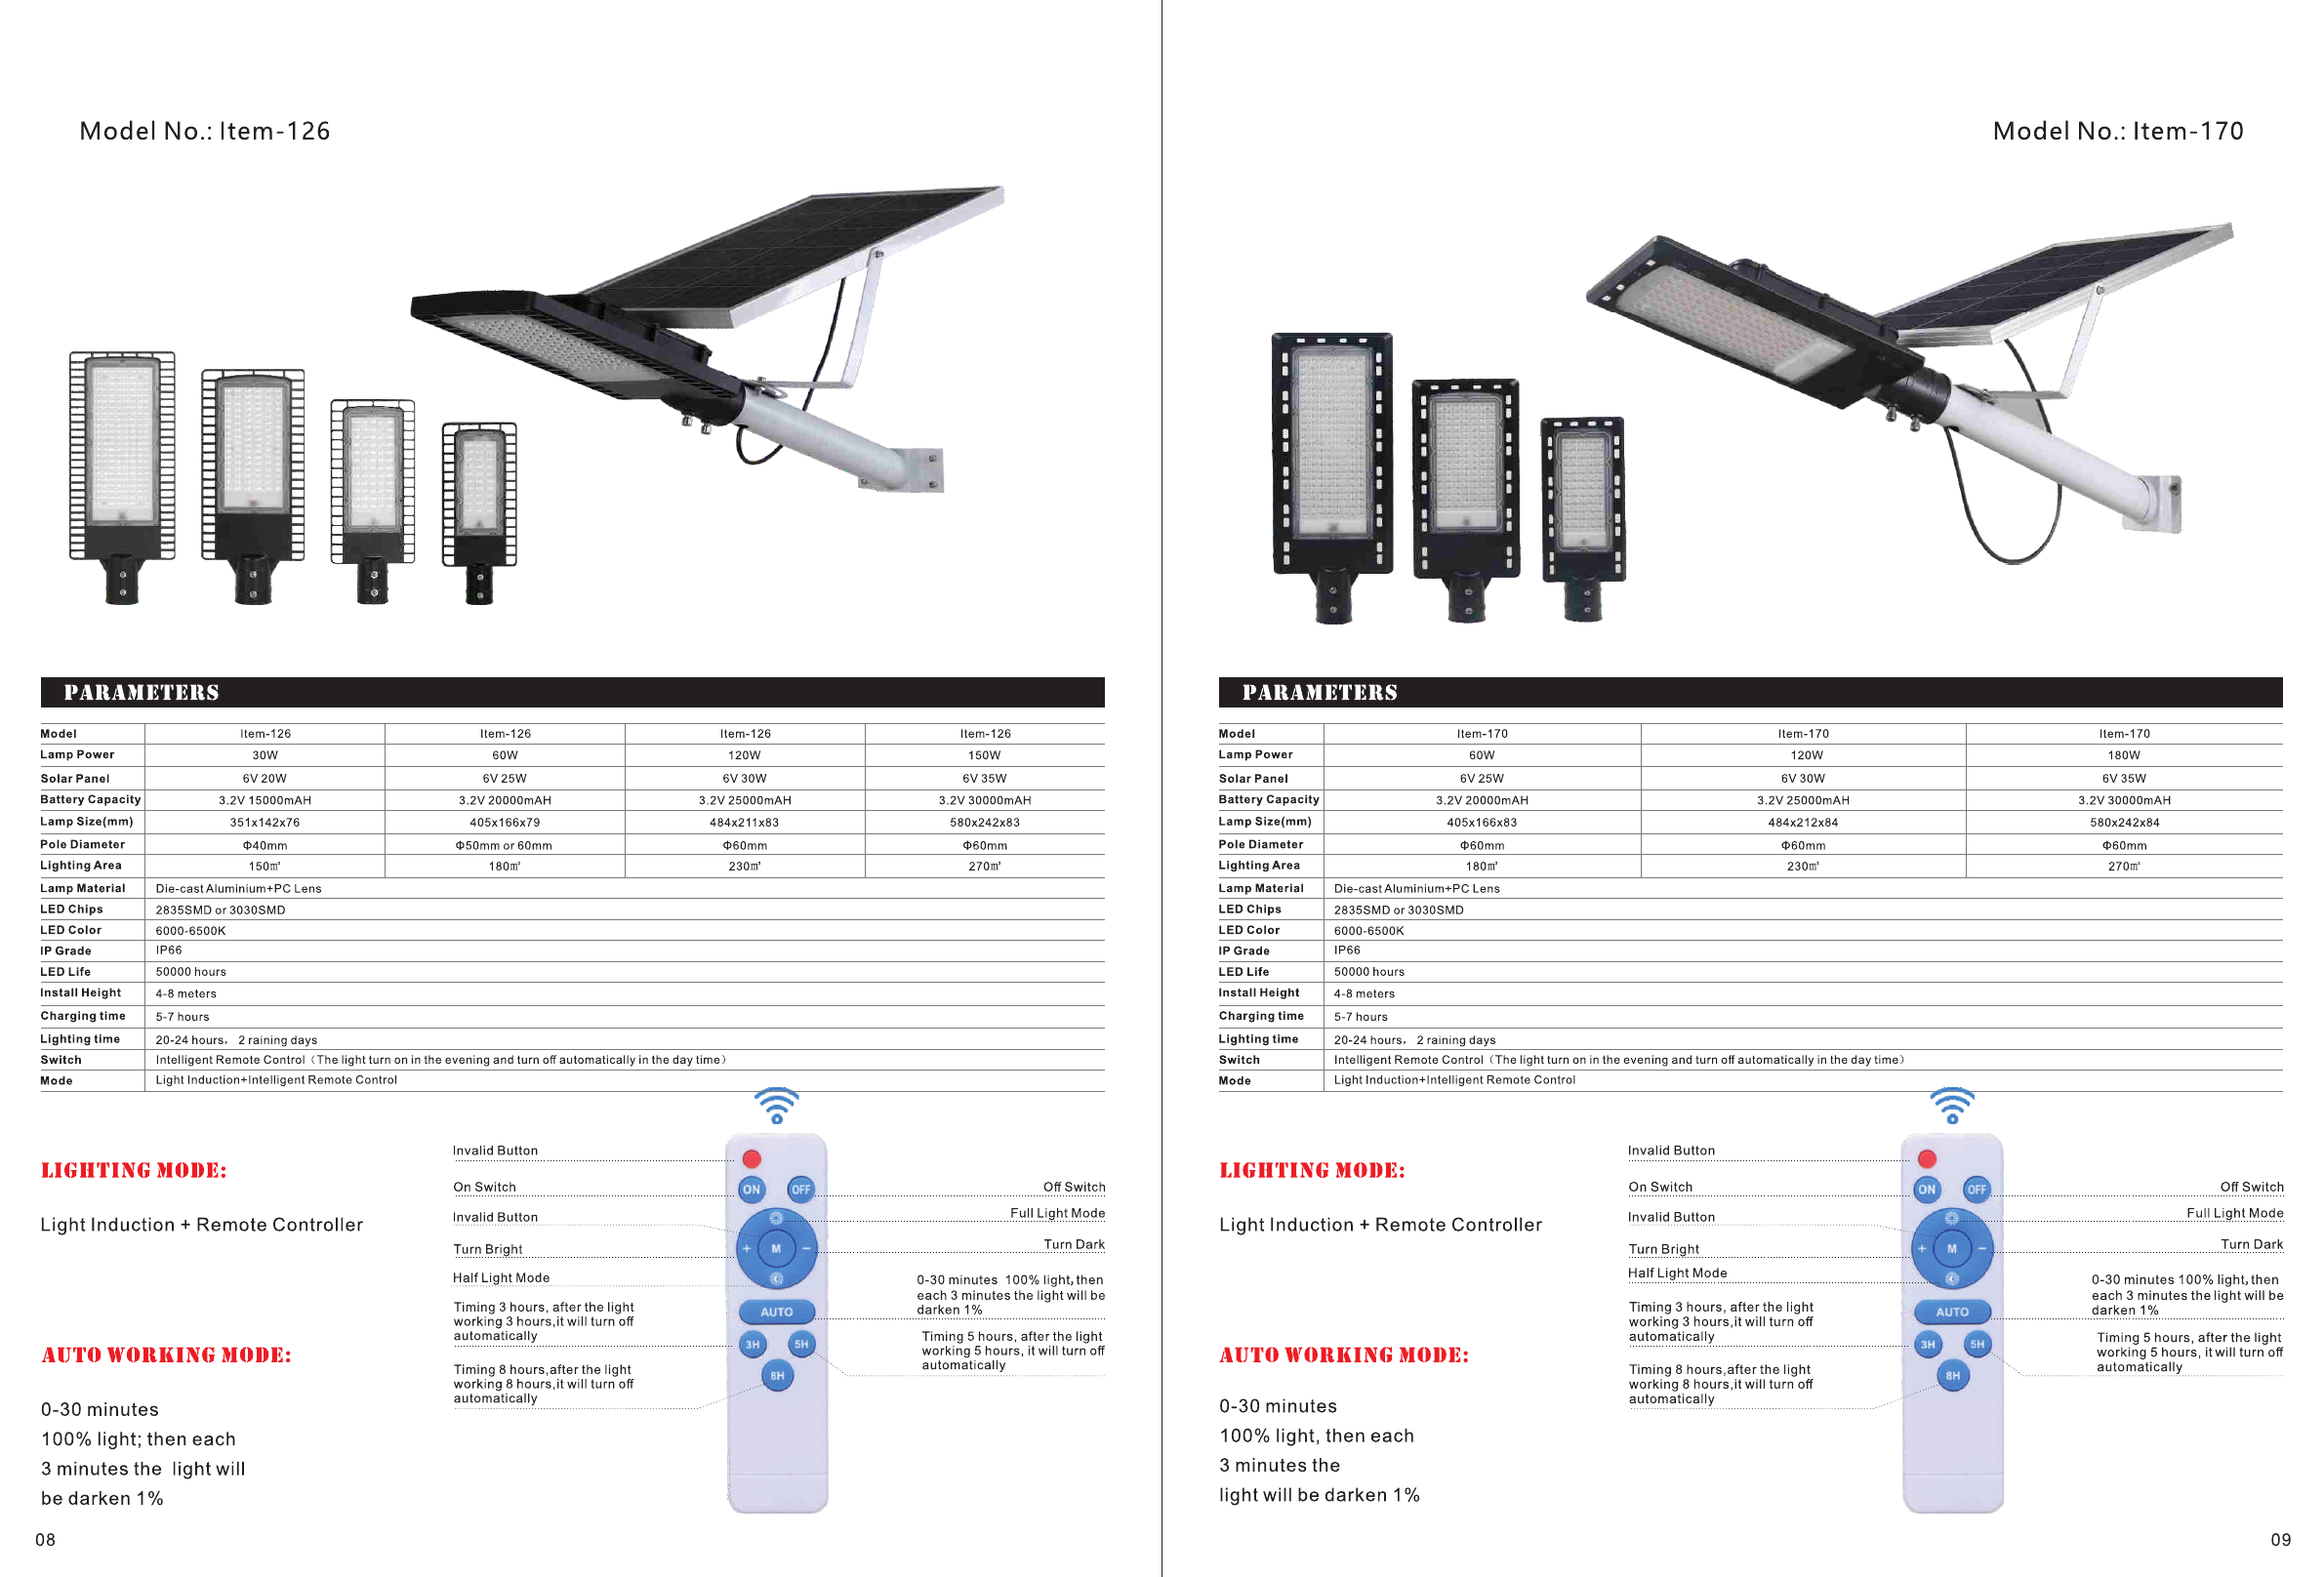 Model No.: Item-126
PARAMETERS
Model Item-126 Item-126 Item-126 Item-126
Lamp Power 30W 60W 120W 150W
Solar Panel 6V 20W 6V 25W 6V 30W 6V 35W
Battery Capacity 3.2V 15000mAH 3.2V 20000mAH 3.2V 25000mAH 3.2V 30000mAH
Lamp Size(mm) 351x142x76 405x166x79 484x211x83 580x242x83
Pole Diameter Φ40mm Φ50mm or 60mm Φ60mm Φ60mm
Lighting Area 150㎡ 180㎡ 230㎡ 270㎡
Lamp Material Die-cast Aluminium+PC Lens
LED Chips 2835SMD or 3030SMD
LED Color 6000-6500K
IP Grade IP66
LED Life 50000 hours
Install Height 4-8 meters
Charging time 5-7 hours
Lighting time 20-24 hours， 2 raining days
Switch Intelligent Remote Control（The light turn on in the evening and turn off automatically in the day time）
Mode Light Induction+Intelligent Remote Control
LIGHTING MODE:
Light Induction + Remote Controller
AUTO WORKING MODE:
0-30 minutes
100% light; then each
3 minutes the light will
be darken 1%
Invalid Button
On Switch
Invalid Button
Turn Bright
Half Light Mode
Timing 3 hours, after the light
working 3 hours,it will turn off
automatically
Timing 8 hours,after the light
working 8 hours,it will turn off
automatically
ON OFF
+ M −
AUTO
3H 5H
8H
Off Switch
Full Light Mode
Turn Dark
0-30 minutes 100% light, then
each 3 minutes the light will be
darken 1%
Timing 5 hours, after the light
working 5 hours, it will turn off
automatically
08
Model No.: Item-170
PARAMETERS
Model Item-170 Item-170 Item-170
Lamp Power 60W 120W 180W
Solar Panel 6V 25W 6V 30W 6V 35W
Battery Capacity 3.2V 20000mAH 3.2V 25000mAH 3.2V 30000mAH
Lamp Size(mm) 405x166x83 484x212x84 580x242x84
Pole Diameter Φ60mm Φ60mm Φ60mm
Lighting Area 180㎡ 230㎡ 270㎡
Lamp Material Die-cast Aluminium+PC Lens
LED Chips 2835SMD or 3030SMD
LED Color 6000-6500K
IP Grade IP66
LED Life 50000 hours
Install Height 4-8 meters
Charging time 5-7 hours
Lighting time 20-24 hours， 2 raining days
Switch Intelligent Remote Control（The light turn on in the evening and turn off automatically in the day time）
Mode Light Induction+Intelligent Remote Control
LIGHTING MODE:
Light Induction + Remote Controller
AUTO WORKING MODE:
0-30 minutes
100% light, then each
3 minutes the
light will be darken 1%
Invalid Button
On Switch
Invalid Button
Turn Bright
Half Light Mode
Timing 3 hours, after the light
working 3 hours,it will turn off
automatically
Timing 8 hours,after the light
working 8 hours,it will turn off
automatically
ON OFF
+ M −
AUTO
3H 5H
8H
Off Switch
Full Light Mode
Turn Dark
0-30 minutes 100% light, then
each 3 minutes the light will be
darken 1%
Timing 5 hours, after the light
working 5 hours, it will turn off
automatically
09